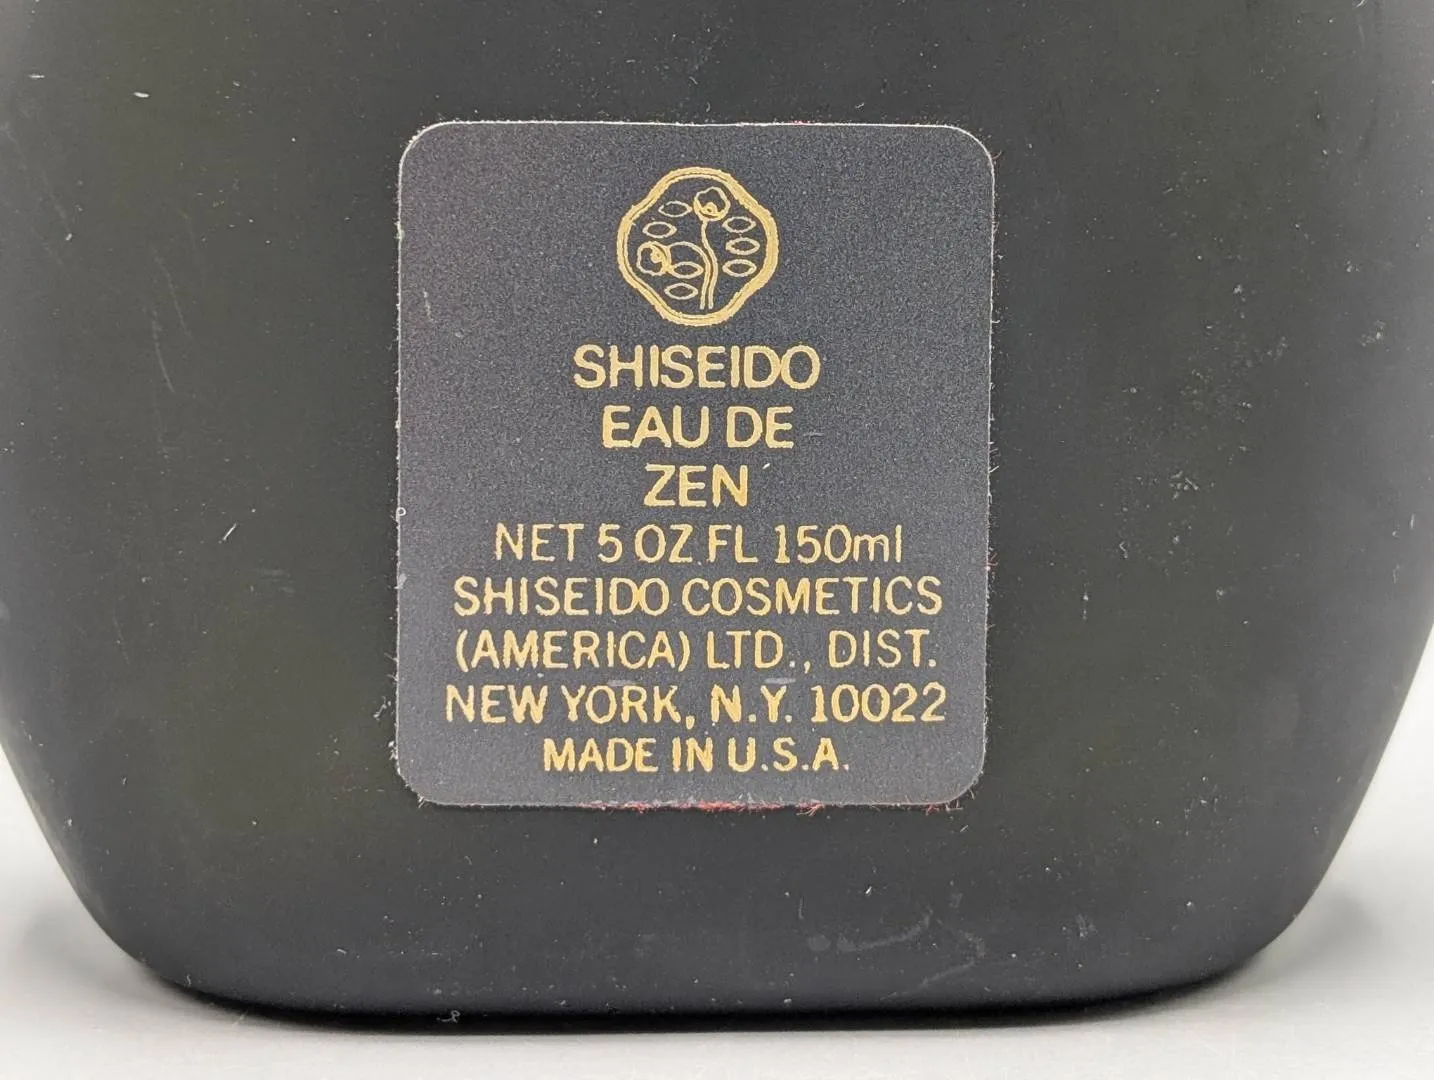 SHISEIDO
EAU DE
ZEN
NET 5 OZ FL 150ml
SHISEIDO COSMETICS
(AMERICA) LTD., DIST.
NEW YORK, N.Y. 10022
MADE IN U.S.A.